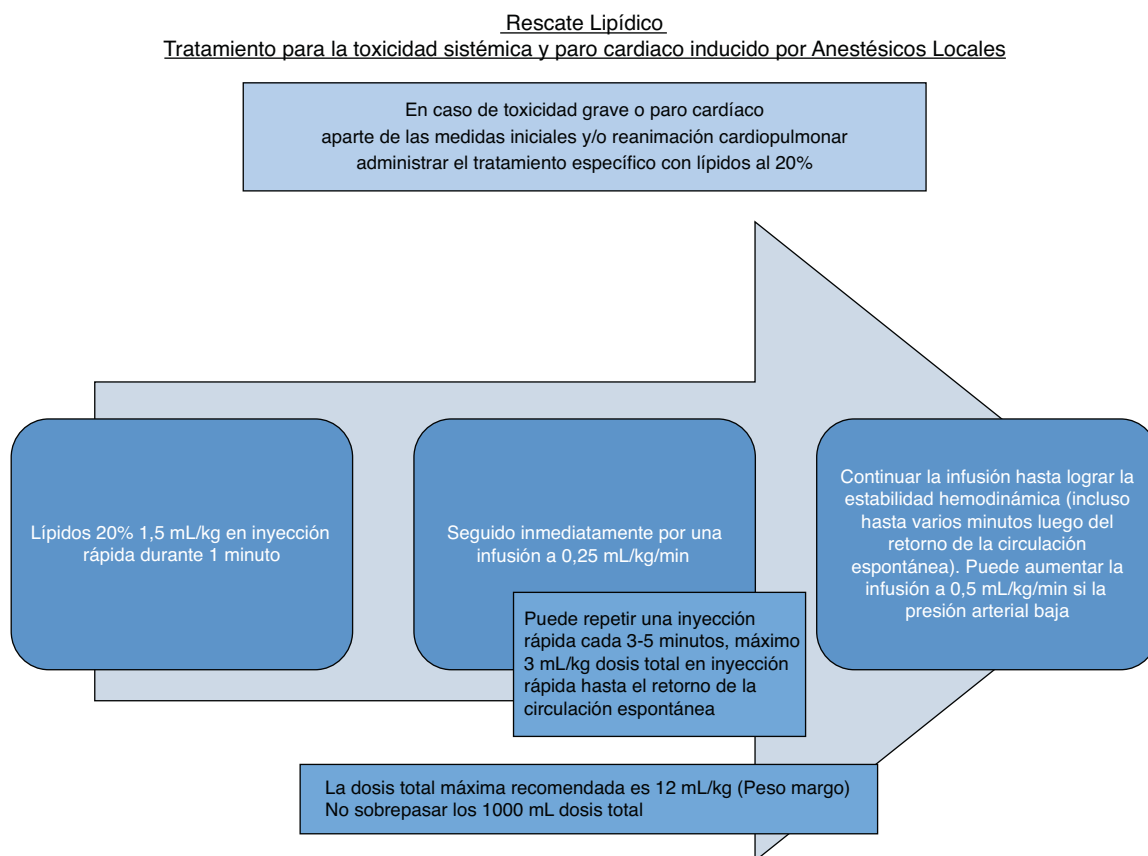 Rescate Lipídico
Tratamiento para la toxicidad sistémica y paro cardiaco inducido por Anestésicos Locales
En caso de toxicidad grave o paro cardíaco
aparte de las medidas iniciales y/o reanimación cardiopulmonar
administrar el tratamiento específico con lípidos al 20%
Lípidos 20% 1,5 mL/kg en inyección
rápida durante 1 minuto
Seguido inmediatamente por una
infusión a 0,25 mL/kg/min
Continuar la infusión hasta lograr la
estabilidad hemodinámica (incluso
hasta varios minutos luego del
retorno de la circulación
espontánea). Puede aumentar la
infusión a 0,5 mL/kg/min si la
presión arterial baja
Puede repetir una inyección
rápida cada 3-5 minutos, máximo
3 mL/kg dosis total en inyección
rápida hasta el retorno de la
circulación espontánea
La dosis total máxima recomendada es 12 mL/kg (Peso margo)
No sobrepasar los 1000 mL dosis total